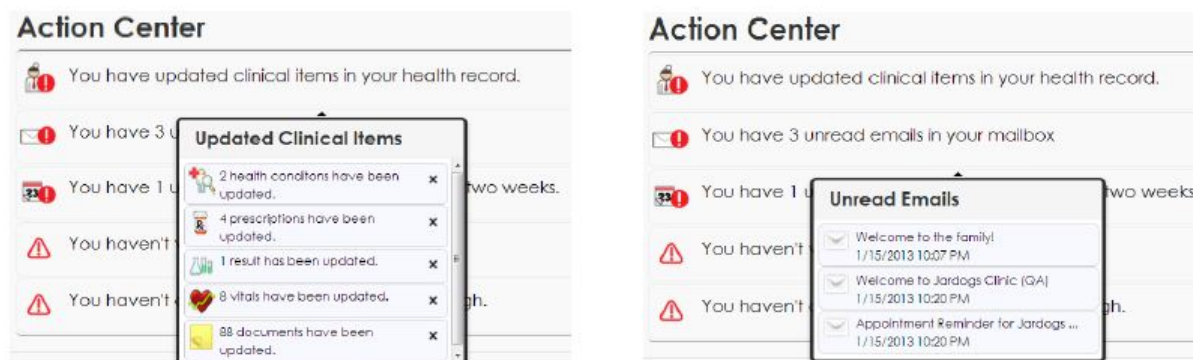 Action Center
You have updated clinical items in your health record.
You have 3 u
Updated Clinical Items
2 health conditons have been
updated.
You have 1 u
two weeks.
4 prescriptions have been
updated.
You haven't
1 result has been updated.
8 vitals have been updated.
You haven't
gh.
88 documents have been
updated.
Action Center
You have updated clinical items in your health record.
You have 3 unread emails in your mailbox
You have 1 u
two weeks
Unread Emails
Welcome to the family!
1/15/2013 10:07 PM
You haven't
Welcome to Jardogs Clinic (QA)
1/15/2013 10:20 PM
You haven't
gh.
Appointment Reminder for Jardogs ...
1/15/2013 10:20 PM